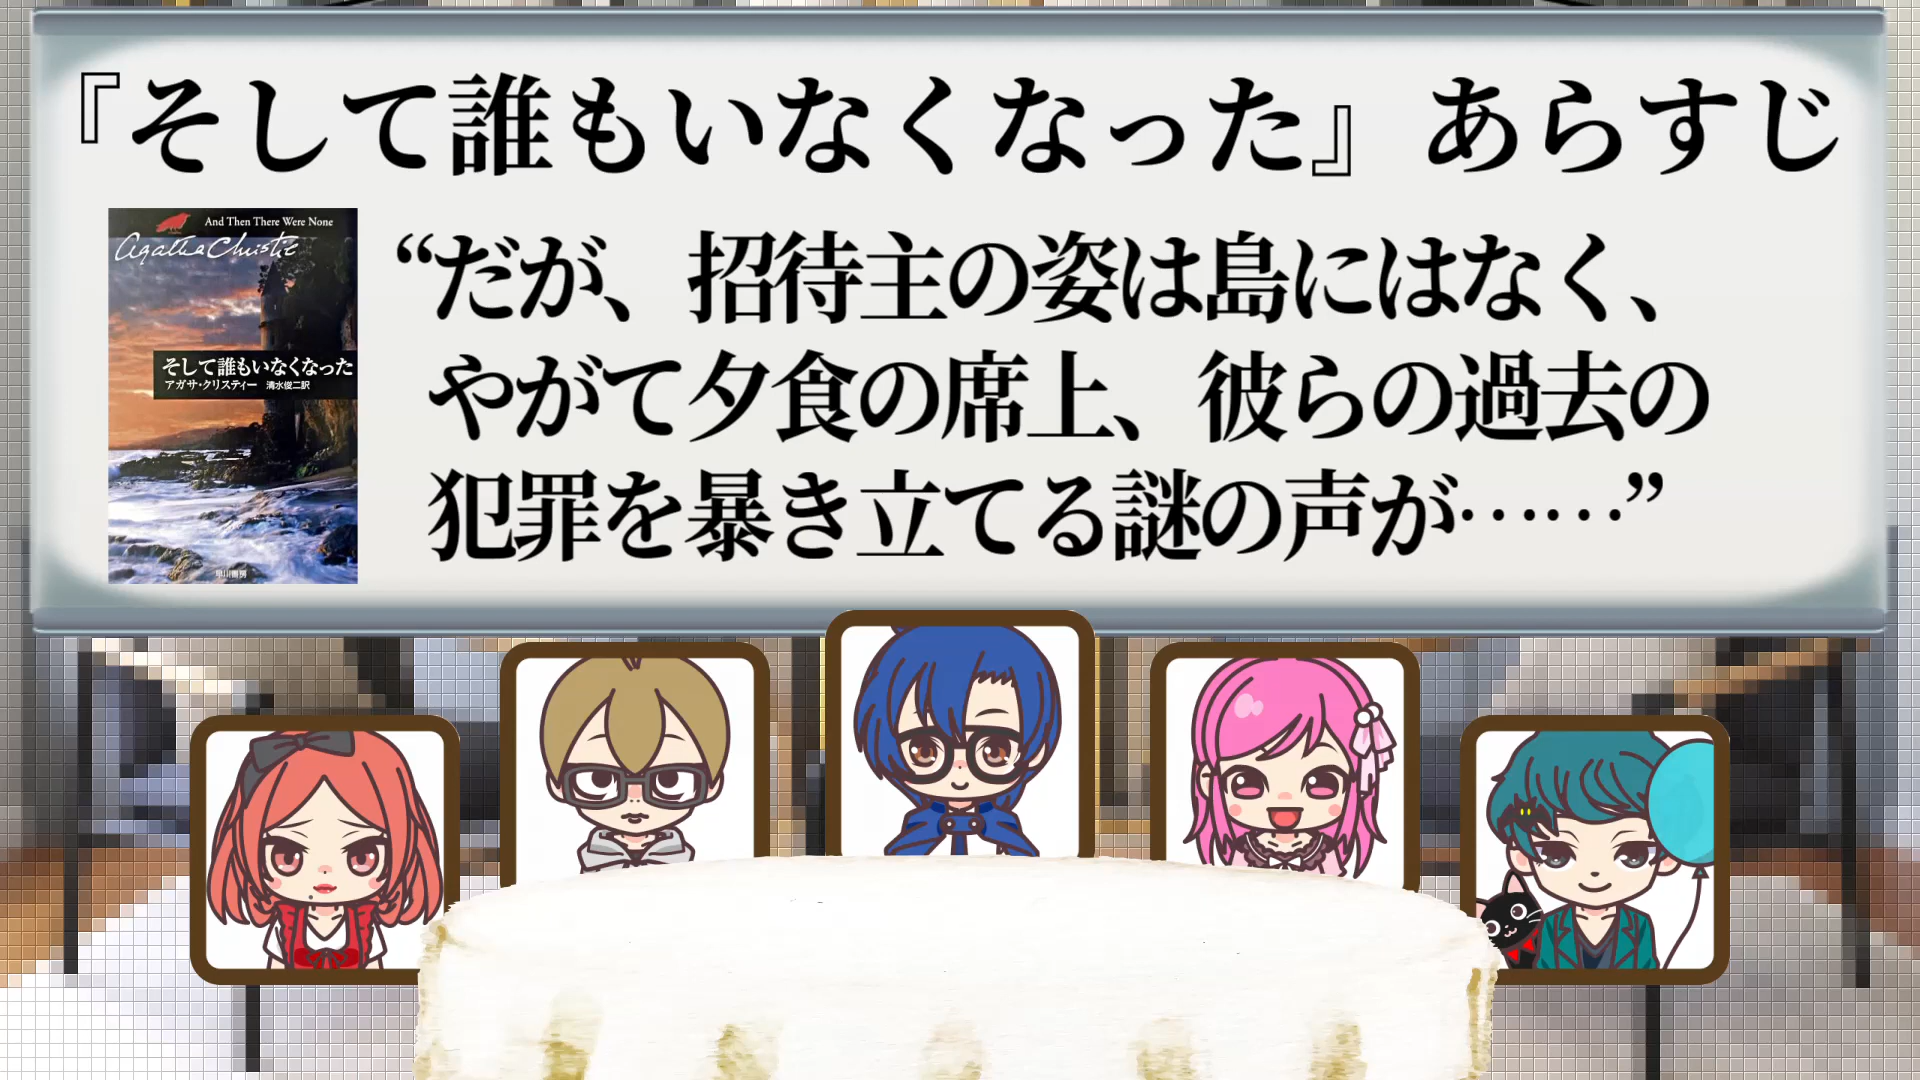 『そして誰もいなくなった』 あらすじ
And Then There Were None
Agatha Christie
そして誰もいなくなった
アガサ・クリスティー 清水俊二訳
早川書房
“だが、招待主の姿は島にはなく、
やがて夕食の席上、彼らの過去の
犯罪を暴き立てる謎の声が……”